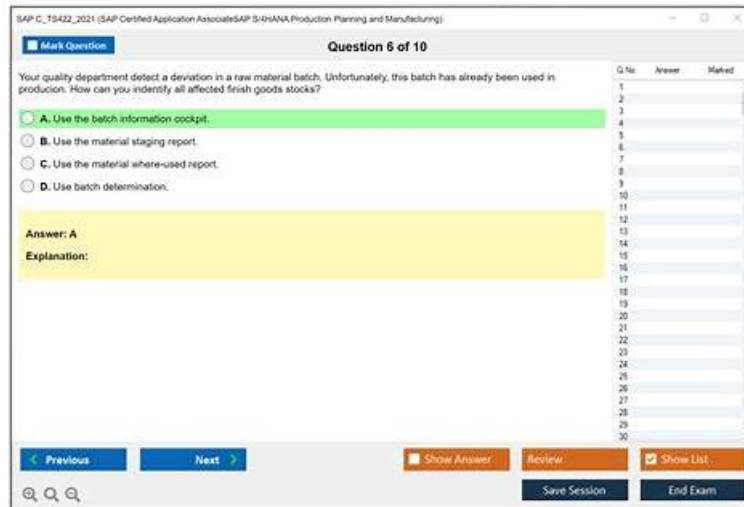 SAP C_TS422_2021 (SAP Certified Application AssociateSAP S/4HANA Production Planning and Manufacturing)
Mark Question
Question 6 of 10
Your quality department detect a deviation in a raw material batch. Unfortunately, this batch has already been used in
producion. How can you indentify all affected finish goods stocks?
A. Use the batch information cockpit.
B. Use the material staging report.
C. Use the material where-used report.
D. Use batch determination.
Answer: A
Explanation:
Q.No. Answer Marked
1
2
3
4
5
6
7
8
9
10
11
12
13
14
15
16
17
18
19
20
21
22
23
24
25
26
27
28
29
30
Previous
Next
Show Answer
Review
Show List
Save Session
End Exam